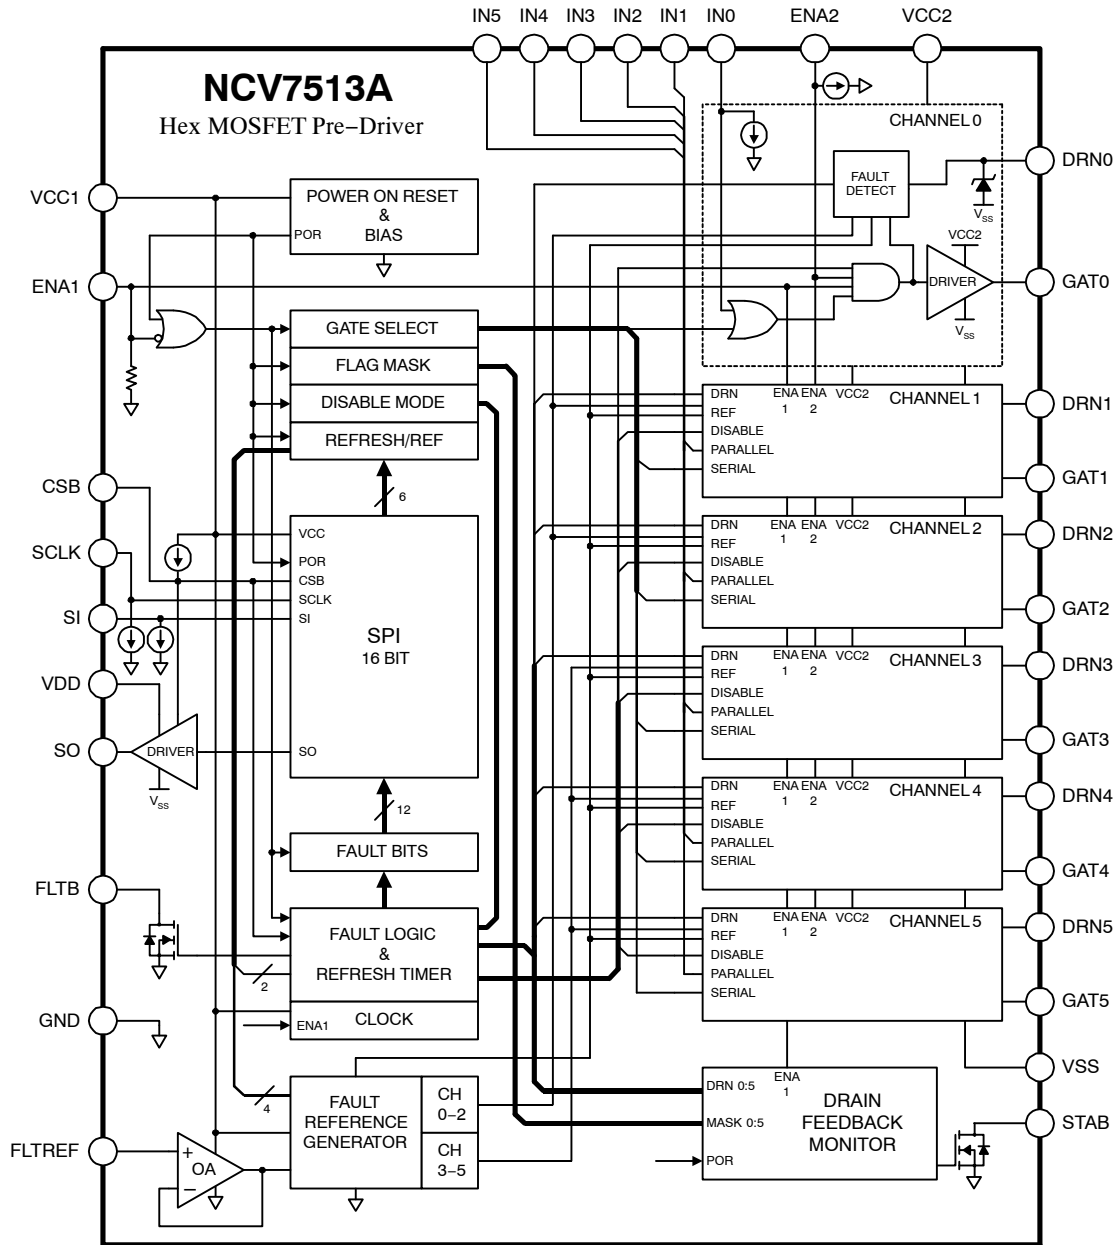 IN5 IN4 IN3 IN2 IN1 IN0 ENA2 VCC2
NCV7513A
Hex MOSFET Pre−Driver
CHANNEL 0
FAULT
DETECT
DRN0
VSS
VCC2
DRIVER
VSS
GAT0
VCC1
POWER ON RESET
&
BIAS
POR
ENA1
GATE SELECT
FLAG MASK
DISABLE MODE
REFRESH/REF
6
CSB
SCLK
SI
VDD
SO
DRIVER
VSS
VCC
POR
CSB
SCLK
SI
SPI
16 BIT
SO
12
FAULT BITS
FLTB
FAULT LOGIC
&
REFRESH TIMER
2
GND
CLOCK
ENA1
4
FAULT
REFERENCE
GENERATOR
CH
0−2
CH
3−5
FLTREF
+
OA
−
DRN
REF
DISABLE
PARALLEL
SERIAL
ENA
1
ENA
2
VCC2
CHANNEL 1
DRN1
GAT1
DRN
REF
DISABLE
PARALLEL
SERIAL
ENA
1
ENA
2
VCC2
CHANNEL 2
DRN2
GAT2
DRN
REF
DISABLE
PARALLEL
SERIAL
ENA
1
ENA
2
VCC2
CHANNEL 3
DRN3
GAT3
DRN
REF
DISABLE
PARALLEL
SERIAL
ENA
1
ENA
2
VCC2
CHANNEL 4
DRN4
GAT4
DRN
REF
DISABLE
PARALLEL
SERIAL
ENA
1
ENA
2
VCC2
CHANNEL 5
DRN5
GAT5
VSS
DRN 0:5
ENA
1
MASK 0:5
POR
DRAIN
FEEDBACK
MONITOR
STAB